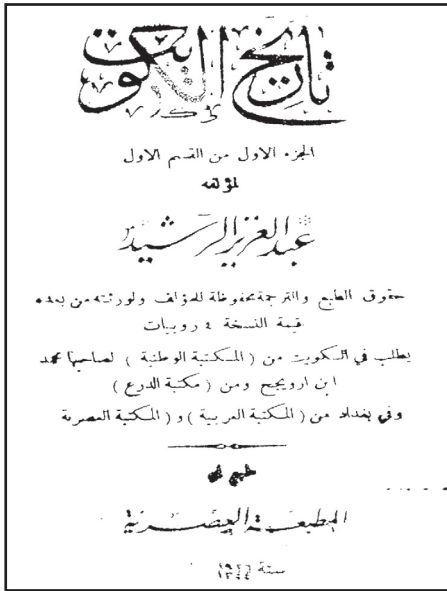 تاريخ الكويت
الجزء الاول من القسم الاول
لمؤلفه
عبد العزيز الرشيد
حقوق الطبع والترجمة محفوظة للمؤلف ولورثته من بعده
قيمة النسخة ٤ روبيات
يطلب في الكويت من ( المكتبة الوطنية ) لصاحبها محمد
ابن ارويجح ومن ( مكتبة الدرع )
وفي بغداد من ( المكتبة العربية ) و ( المكتبة العصرية
المطبعة العصرية
سنة ١٣٤٤